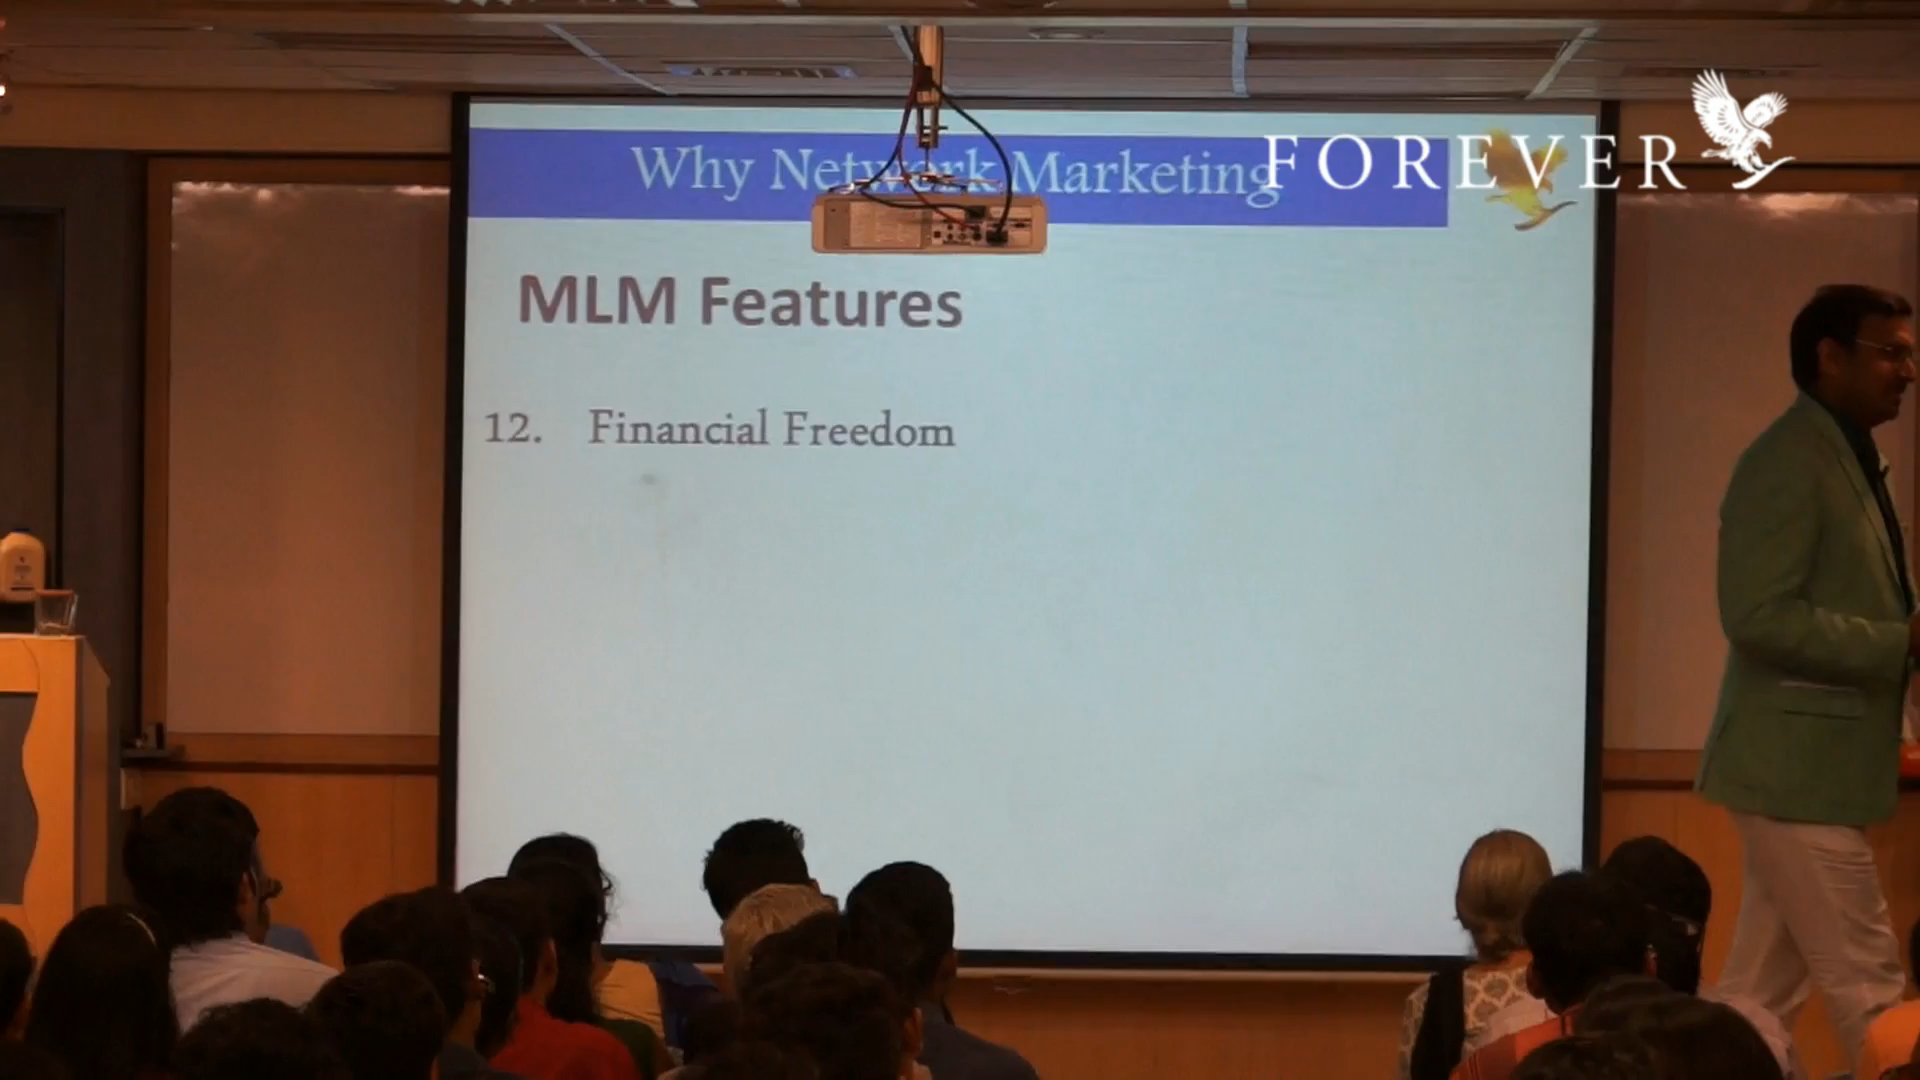 Why Network Marketing
FOREVER
MLM Features
12. Financial Freedom